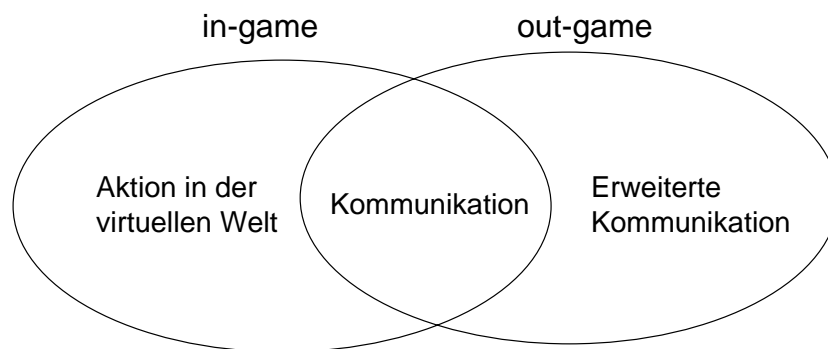 in-game
out-game
Aktion in der
virtuellen Welt
Kommunikation
Erweiterte
Kommunikation